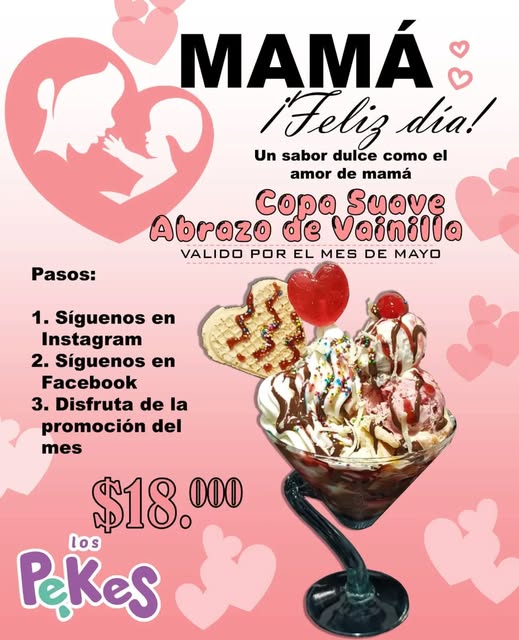 MAMÁ
¡Feliz día!
Un sabor dulce como el
amor de mamá
Copa Suave
Abrazo de Vainilla
VALIDO POR EL MES DE MAYO
Pasos:
1. Síguenos en
Instagram
2. Síguenos en
Facebook
3. Disfruta de la
promoción del
mes
$18.000
los
PeKes